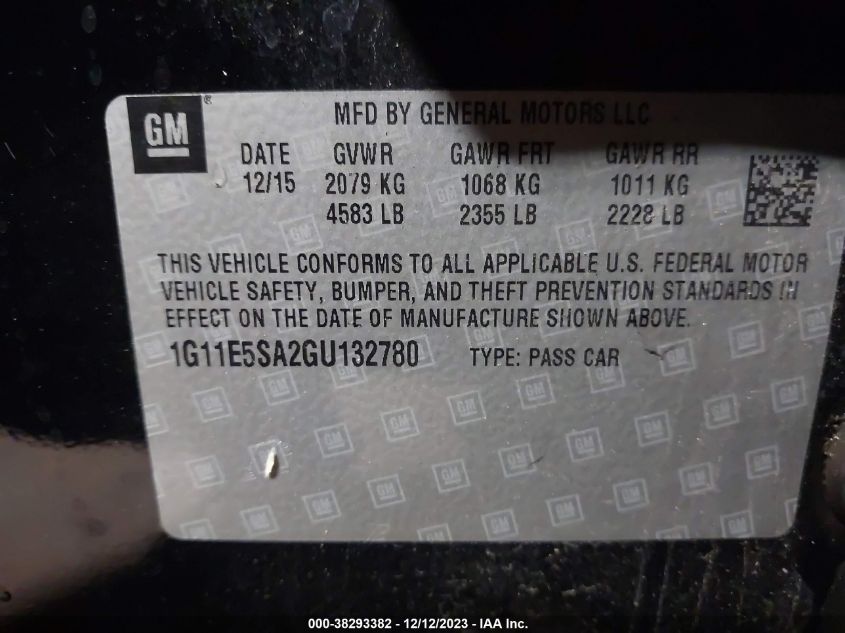 GM
MFD BY GENERAL MOTORS LLC
DATE GVWR GAWR FRT GAWR RR
12/15 2079 KG 1068 KG 1011 KG
4583 LB 2355 LB 2228 LB
THIS VEHICLE CONFORMS TO ALL APPLICABLE U.S. FEDERAL MOTOR
VEHICLE SAFETY, BUMPER, AND THEFT PREVENTION STANDARDS IN
EFFECT ON THE DATE OF MANUFACTURE SHOWN ABOVE.
1G11E5SA2GU132780 TYPE: PASS CAR
000-38293382 - 12/12/2023 - IAA Inc.